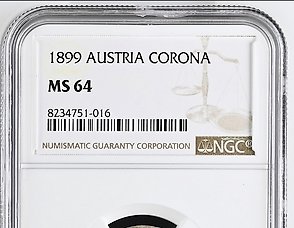 1899 AUSTRIA CORONA
MS 64
8234751-016
NUMISMATIC GUARANTY CORPORATION
NGC